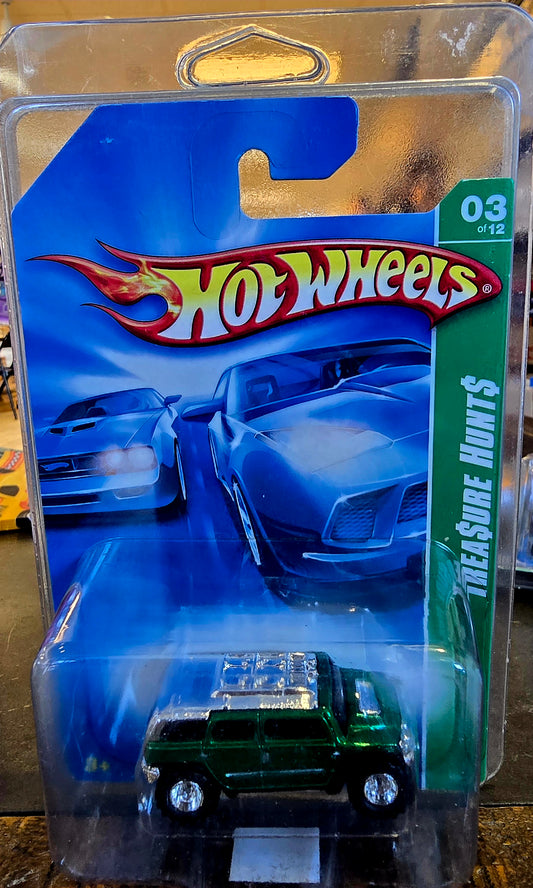 03
of 12
HOT WHEELS®
TREA$URE HUNT$